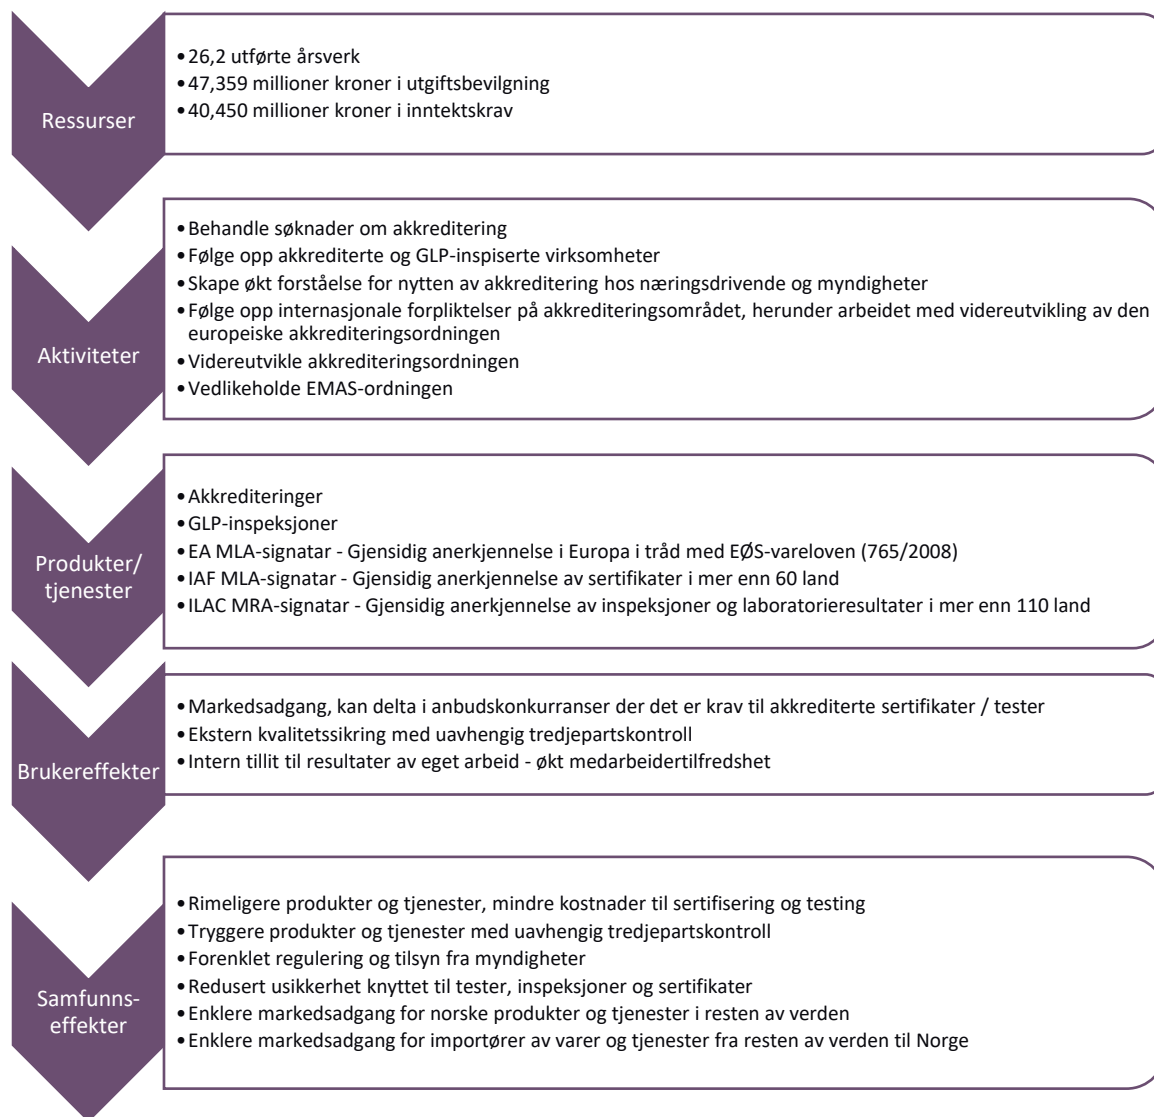 Ressurser
•26,2 utførte årsverk
•47,359 millioner kroner i utgiftsbevilgning
•40,450 millioner kroner i inntektskrav
Aktiviteter
•Behandle søknader om akkreditering
•Følge opp akkrediterte og GLP-inspiserte virksomheter
•Skape økt forståelse for nytten av akkreditering hos næringsdrivende og myndigheter
•Følge opp internasjonale forpliktelser på akkrediteringsområdet, herunder arbeidet med videreutvikling av den
europeiske akkrediteringsordningen
•Videreutvikle akkrediteringsordningen
•Vedlikeholde EMAS-ordningen
Produkter/
tjenester
•Akkrediteringer
•GLP-inspeksjoner
•EA MLA-signatar - Gjensidig anerkjennelse i Europa i tråd med EØS-vareloven (765/2008)
•IAF MLA-signatar - Gjensidig anerkjennelse av sertifikater i mer enn 60 land
•ILAC MRA-signatar - Gjensidig anerkjennelse av inspeksjoner og laboratorieresultater i mer enn 110 land
Brukereffekter
•Markedsadgang, kan delta i anbudskonkurranser der det er krav til akkrediterte sertifikater / tester
•Ekstern kvalitetssikring med uavhengig tredjepartskontroll
•Intern tillit til resultater av eget arbeid - økt medarbeidertilfredshet
Samfunns-
effekter
•Rimeligere produkter og tjenester, mindre kostnader til sertifisering og testing
•Tryggere produkter og tjenester med uavhengig tredjepartskontroll
•Forenklet regulering og tilsyn fra myndigheter
•Redusert usikkerhet knyttet til tester, inspeksjoner og sertifikater
•Enklere markedsadgang for norske produkter og tjenester i resten av verden
•Enklere markedsadgang for importører av varer og tjenester fra resten av verden til Norge